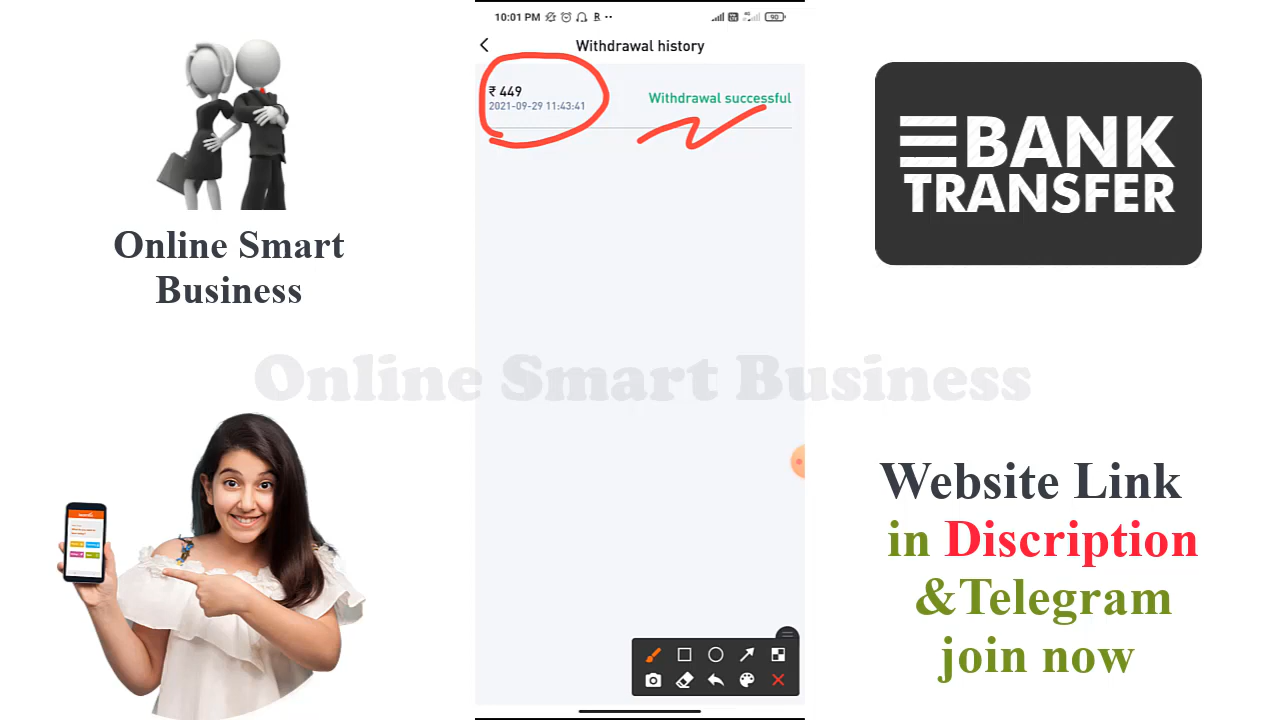 10:01 PM
90
Withdrawal history
₹ 449
2021-09-29 11:43:41
Withdrawal successful
BANK
TRANSFER
Online Smart
Business
Online Smart Business
Website Link
in Discription
&Telegram
join now